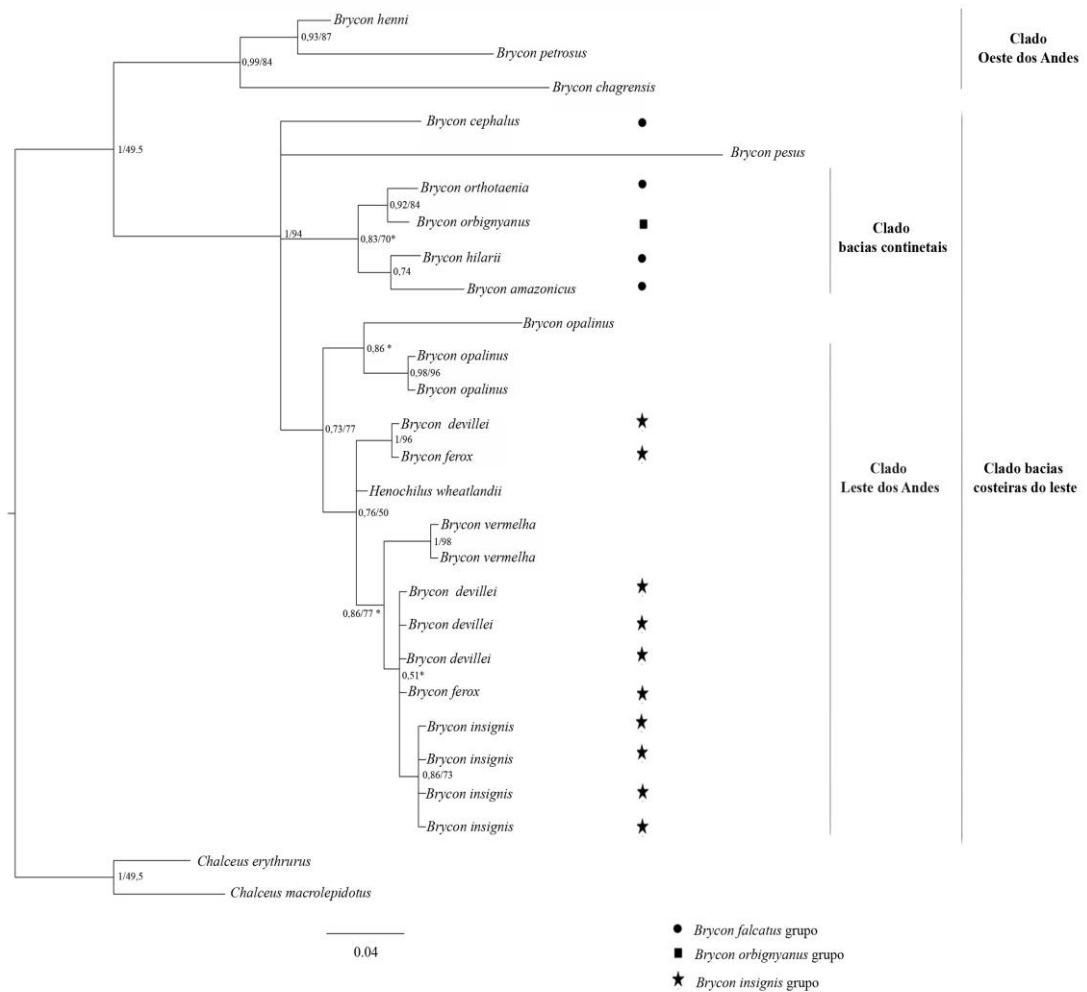 Brycon henni
0,93/87
Clado
Oeste dos Andes
0,99/84
Brycon petrosus
Brycon chagrensis
Brycon cephalus
1/49.5
Brycon pesus
Brycon orthotaenia
0,92/84
Brycon orbignyanus
Clado
bacias continetais
1/94
0,83/70*
Brycon hilarii
0,74
Brycon amazonicus
Brycon opalinus
0,86 *
Brycon opalinus
0,98/96
Brycon opalinus
Brycon devillei
0,73/77
1/96
Brycon ferox
Clado
Leste dos Andes
Clado bacias
costeiras do leste
Henochilus wheatlandii
0,76/50
Brycon vermelha
1/98
Brycon vermelha
Brycon devillei
0,86/77 *
Brycon devillei
Brycon devillei
0,51*
Brycon ferox
Brycon insignis
Brycon insignis
0,86/73
Brycon insignis
Brycon insignis
Chalceus erythrurus
1/49,5
Chalceus macrolepidotus
0.04
Brycon falcatus grupo
Brycon orbignyanus grupo
Brycon insignis grupo